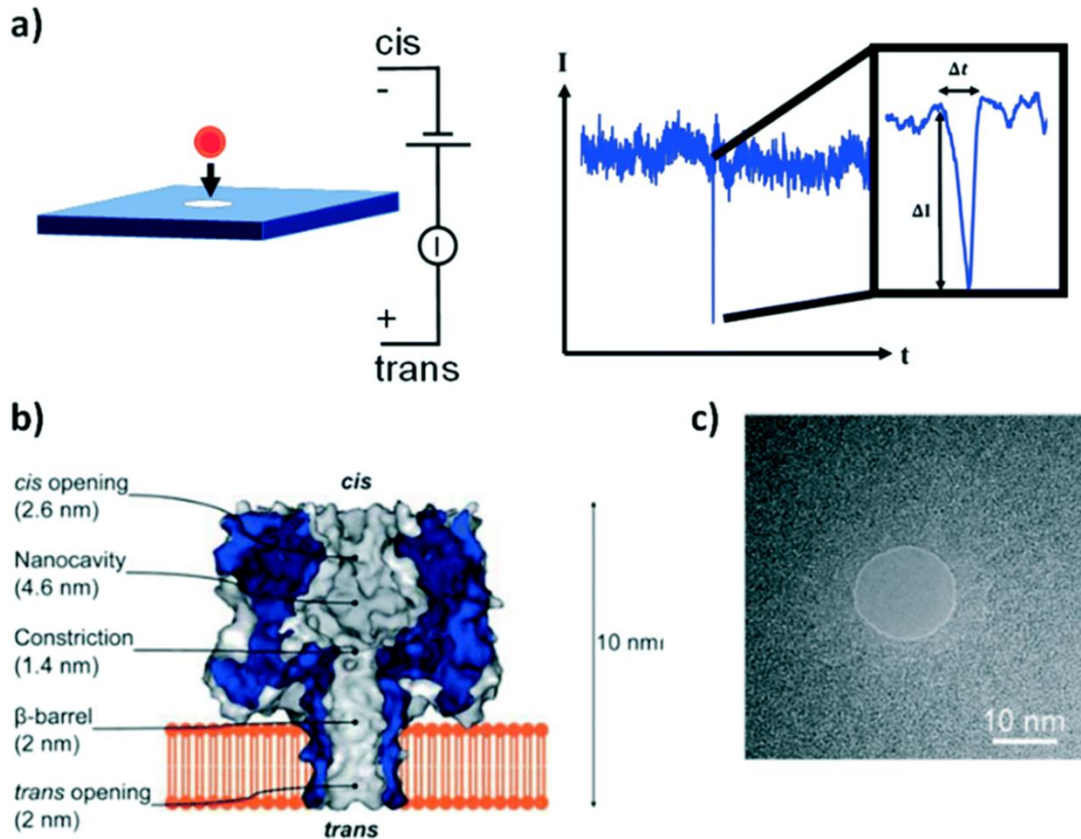 a)
cis
-
I
+
trans
I
Δt
ΔI
t
b)
cis opening
(2.6 nm)
Nanocavity
(4.6 nm)
Constriction
(1.4 nm)
β-barrel
(2 nm)
trans opening
(2 nm)
cis
10 nm
trans
c)
10 nm